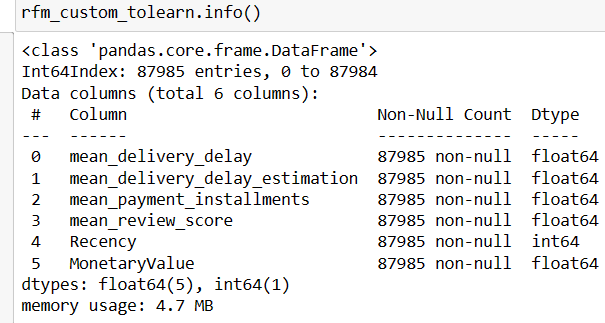 rfm_custom_tolearn.info()
<class 'pandas.core.frame.DataFrame'>
Int64Index: 87985 entries, 0 to 87984
Data columns (total 6 columns):
 #   Column                         Non-Null Count  Dtype
---  ------                         --------------  -----
 0   mean_delivery_delay            87985 non-null  float64
 1   mean_delivery_delay_estimation 87985 non-null  float64
 2   mean_payment_installments      87985 non-null  float64
 3   mean_review_score              87985 non-null  float64
 4   Recency                        87985 non-null  int64
 5   MonetaryValue                  87985 non-null  float64
dtypes: float64(5), int64(1)
memory usage: 4.7 MB